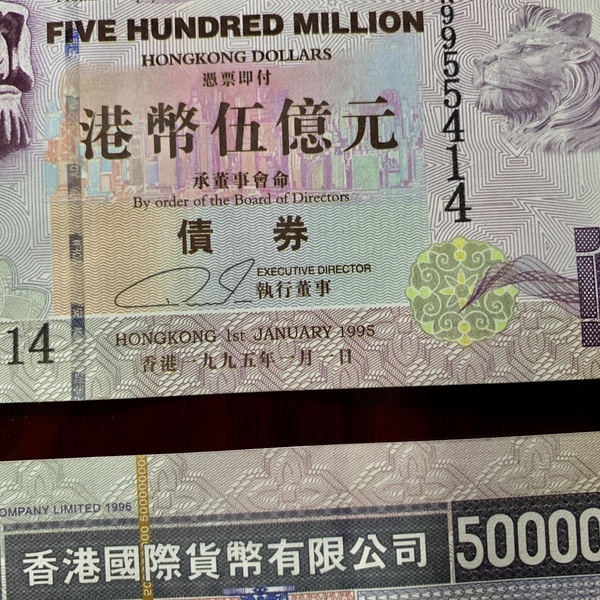 FIVE HUNDRED MILLION
HONGKONG DOLLARS
憑票即付
港幣伍億元
承董事會命
By order of the Board of Directors
債券
EXECUTIVE DIRECTOR
執行董事
HONGKONG 1st JANUARY 1995
香港一九九五年一月一日
9955414
14
OMPANY LIMITED 1995
香港國際貨幣有限公司
50000